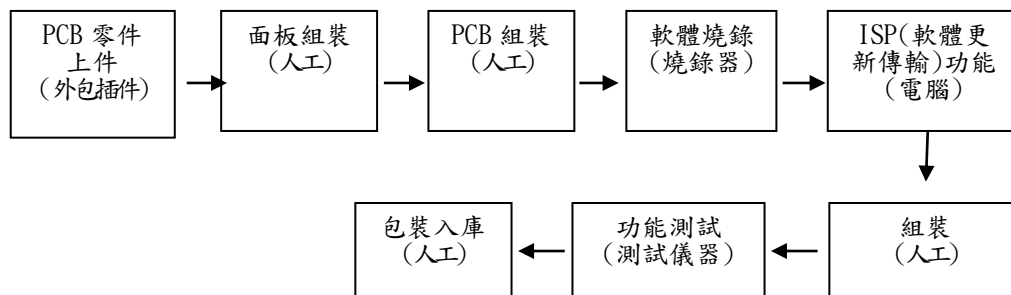 PCB 零件
上件
(外包插件)
面板組裝
(人工)
PCB 組裝
(人工)
軟體燒錄
(燒錄器)
ISP(軟體更
新傳輸)功能
(電腦)
組裝
(人工)
功能測試
(測試儀器)
包裝入庫
(人工)